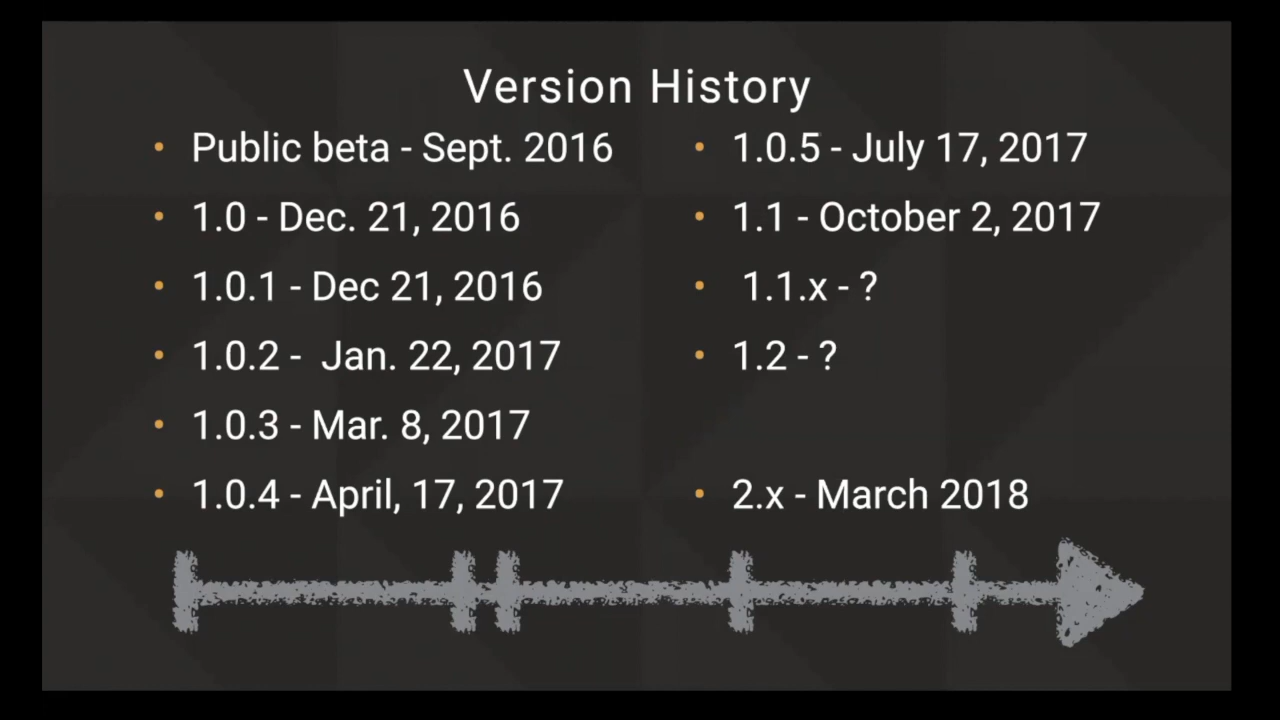 Version History
• Public beta - Sept. 2016
• 1.0 - Dec. 21, 2016
• 1.0.1 - Dec 21, 2016
• 1.0.2 -  Jan. 22, 2017
• 1.0.3 - Mar. 8, 2017
• 1.0.4 - April, 17, 2017
• 1.0.5 - July 17, 2017
• 1.1 - October 2, 2017
• 1.1.x - ?
• 1.2 - ?
• 2.x - March 2018